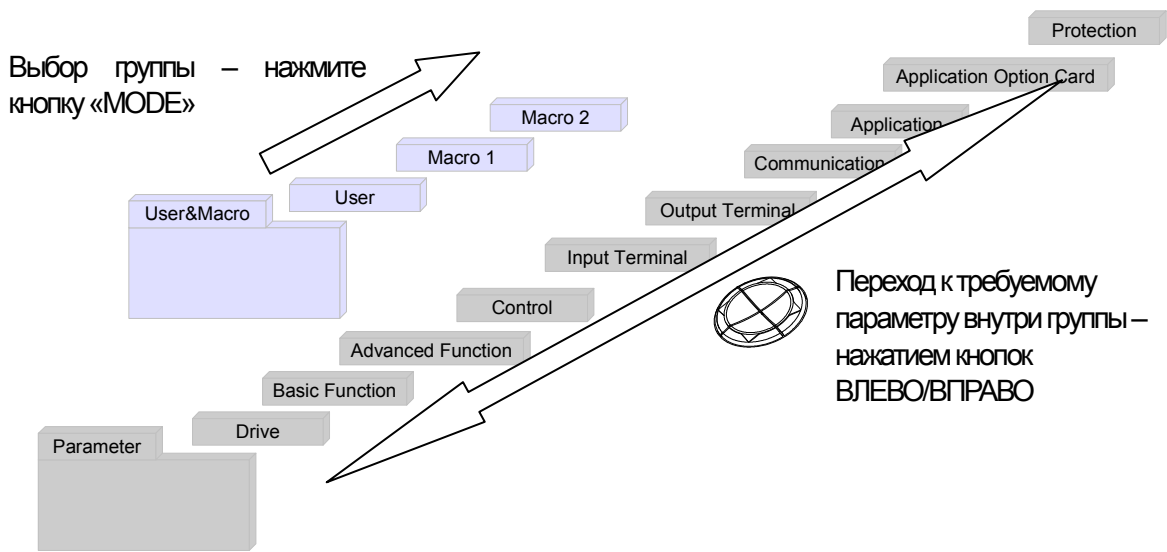 Protection
Выбор группы – нажмите
кнопку «MODE»
Application Option Card
Macro 2
Application
Macro 1
Communication
User
Output Terminal
User&Macro
Input Terminal
Переход к требуемому
параметру внутри группы –
нажатием кнопок
ВЛЕВО/ВПРАВО
Control
Advanced Function
Basic Function
Drive
Parameter